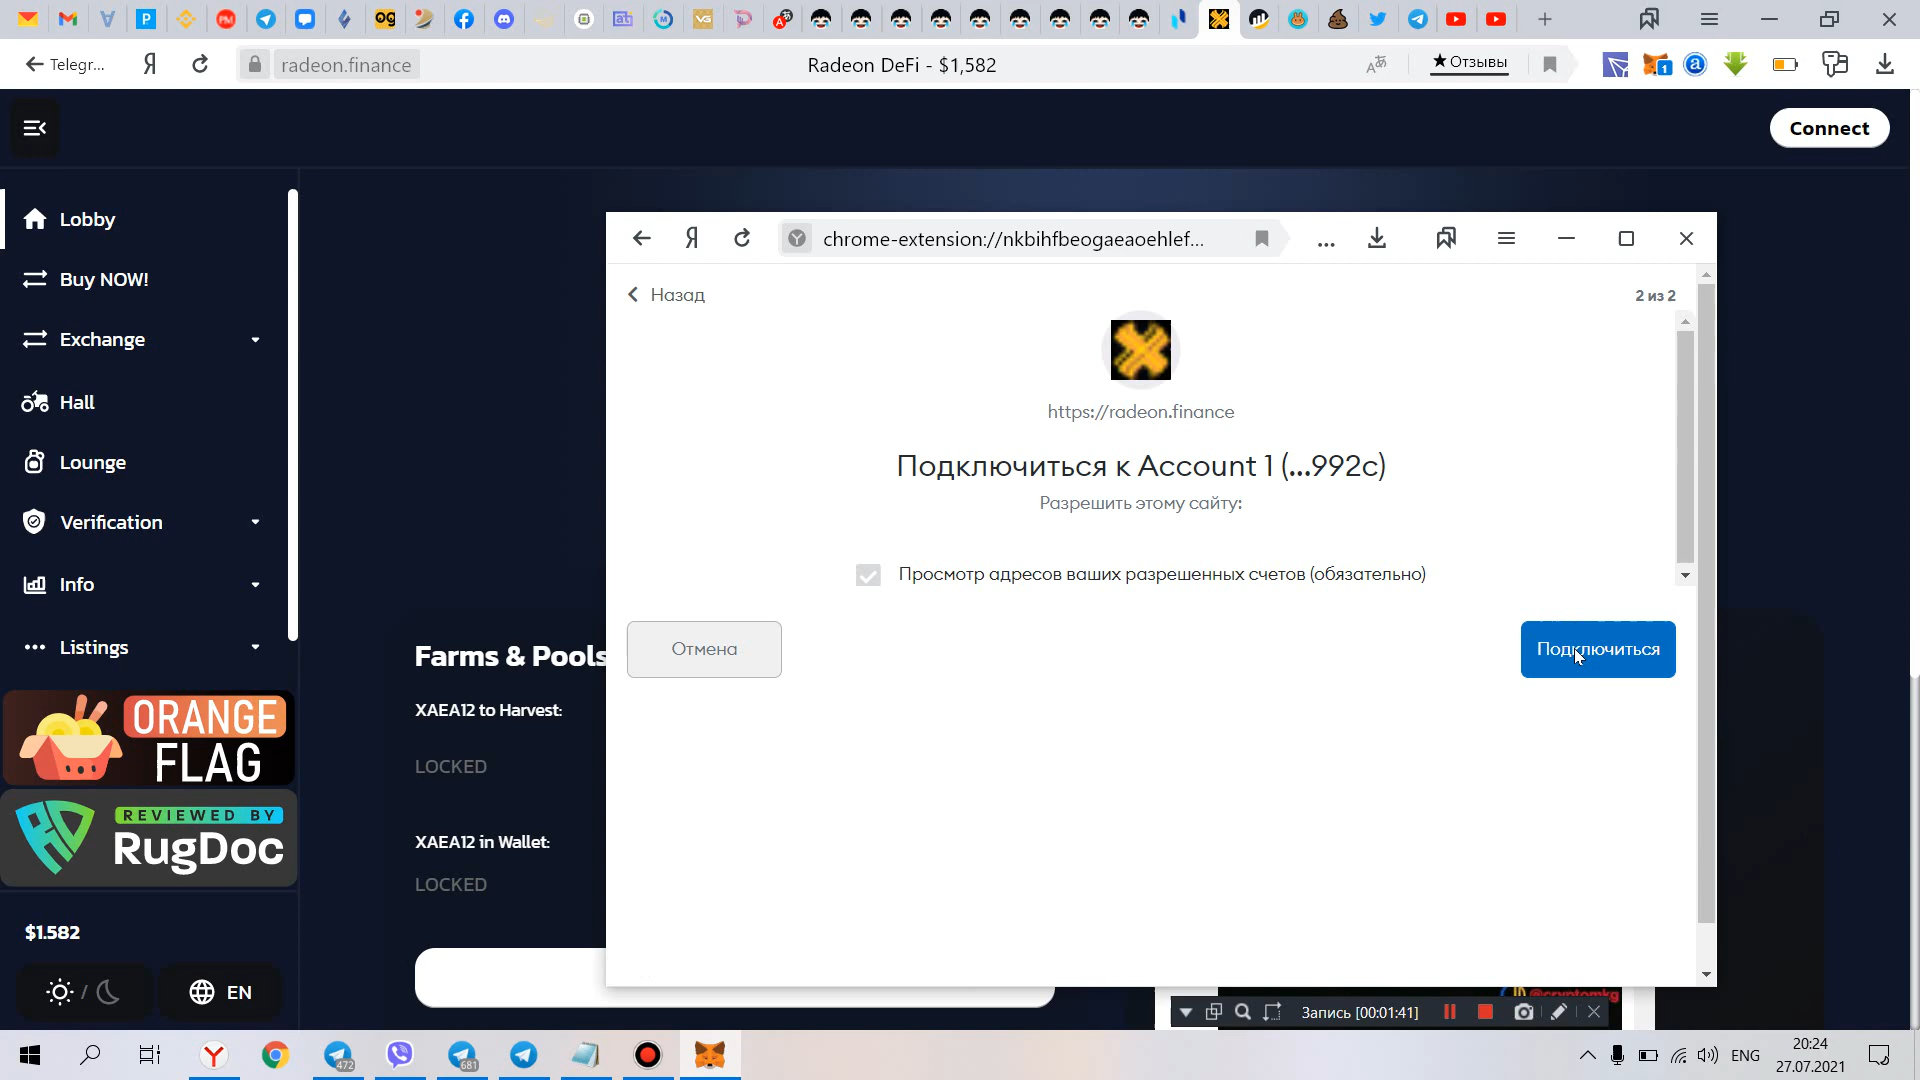 Telegr...
Я
radeon.finance
Radeon DeFi - $1,582
★Отзывы
Connect
Lobby
Buy NOW!
Exchange
Hall
Lounge
Verification
Info
Listings
ORANGE
FLAG
REVIEWED BY
RugDoc
$1.582
EN
Farms & Pools
XAEA12 to Harvest:
LOCKED
XAEA12 in Wallet:
LOCKED
Я
chrome-extension://nkbihfbeogaeaoehlef...
Назад
2 из 2
https://radeon.finance
Подключиться к Account 1 (...992c)
Разрешить этому сайту:
Просмотр адресов ваших разрешенных счетов (обязательно)
Отмена
Подключиться
@cryptomkg
Запись [00:01:41]
472
681
ENG
20:24
27.07.2021